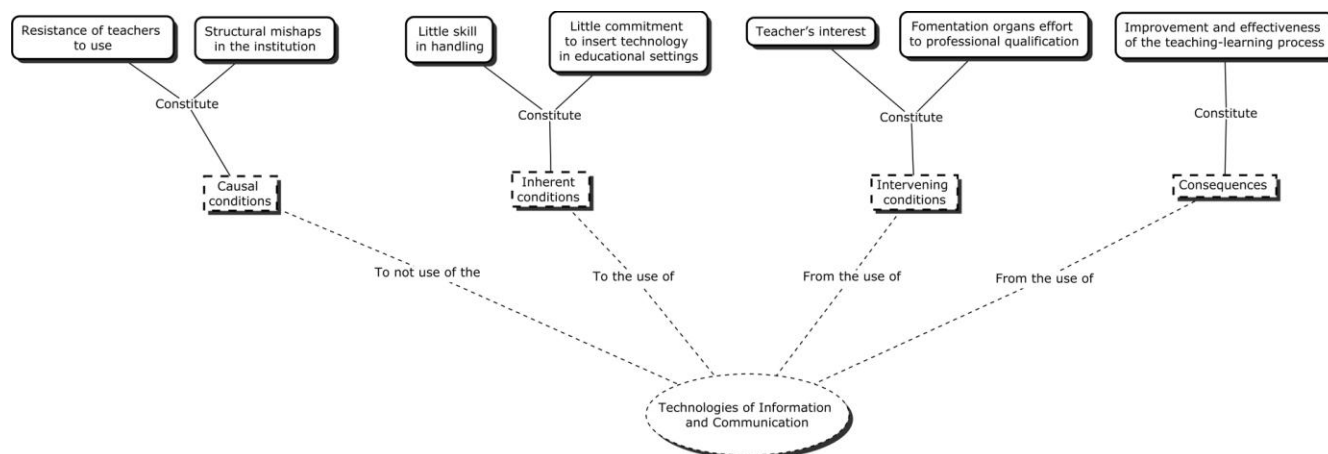 Resistance of teachers
to use
Structural mishaps
in the institution
Little skill
in handling
Little commitment
to insert technology
in educational settings
Teacher's interest
Fomentation organs effort
to professional qualification
Improvement and effectiveness
of the teaching-learning process
Constitute
Constitute
Constitute
Constitute
Causal
conditions
Inherent
conditions
Intervening
conditions
Consequences
To not use of the
To the use of
From the use of
From the use of
Technologies of Information
and Communication